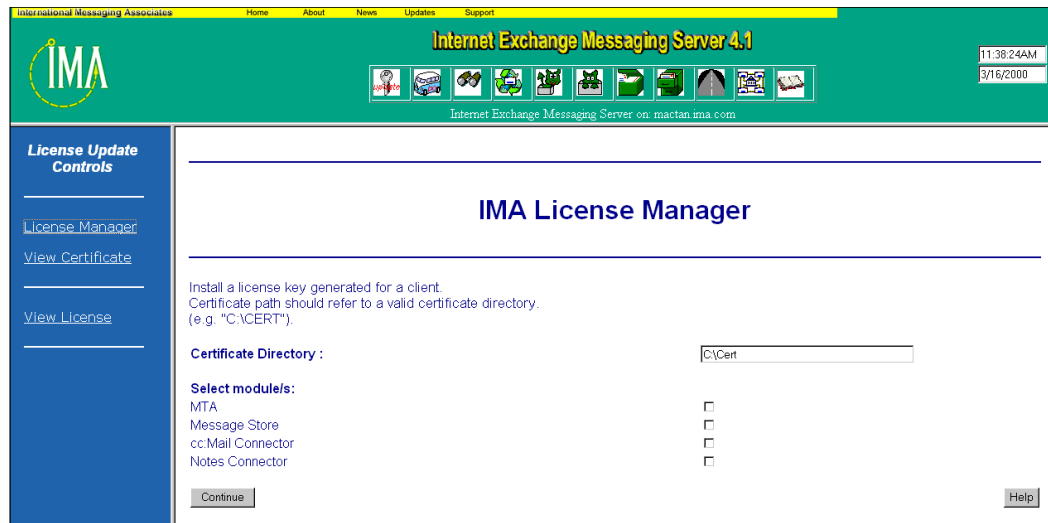 International Messaging Associates Home About News Updates Support
IMA
Internet Exchange Messaging Server 4.1
update
Internet Exchange Messaging Server on: mactan.ima.com
11:38:24AM
3/16/2000
License Update
Controls
License Manager
View Certificate
View License
IMA License Manager
Install a license key generated for a client.
Certificate path should refer to a valid certificate directory.
(e.g. "C:\CERT").
Certificate Directory : C:\Cert
Select module/s:
MTA
Message Store
cc:Mail Connector
Notes Connector
Continue Help